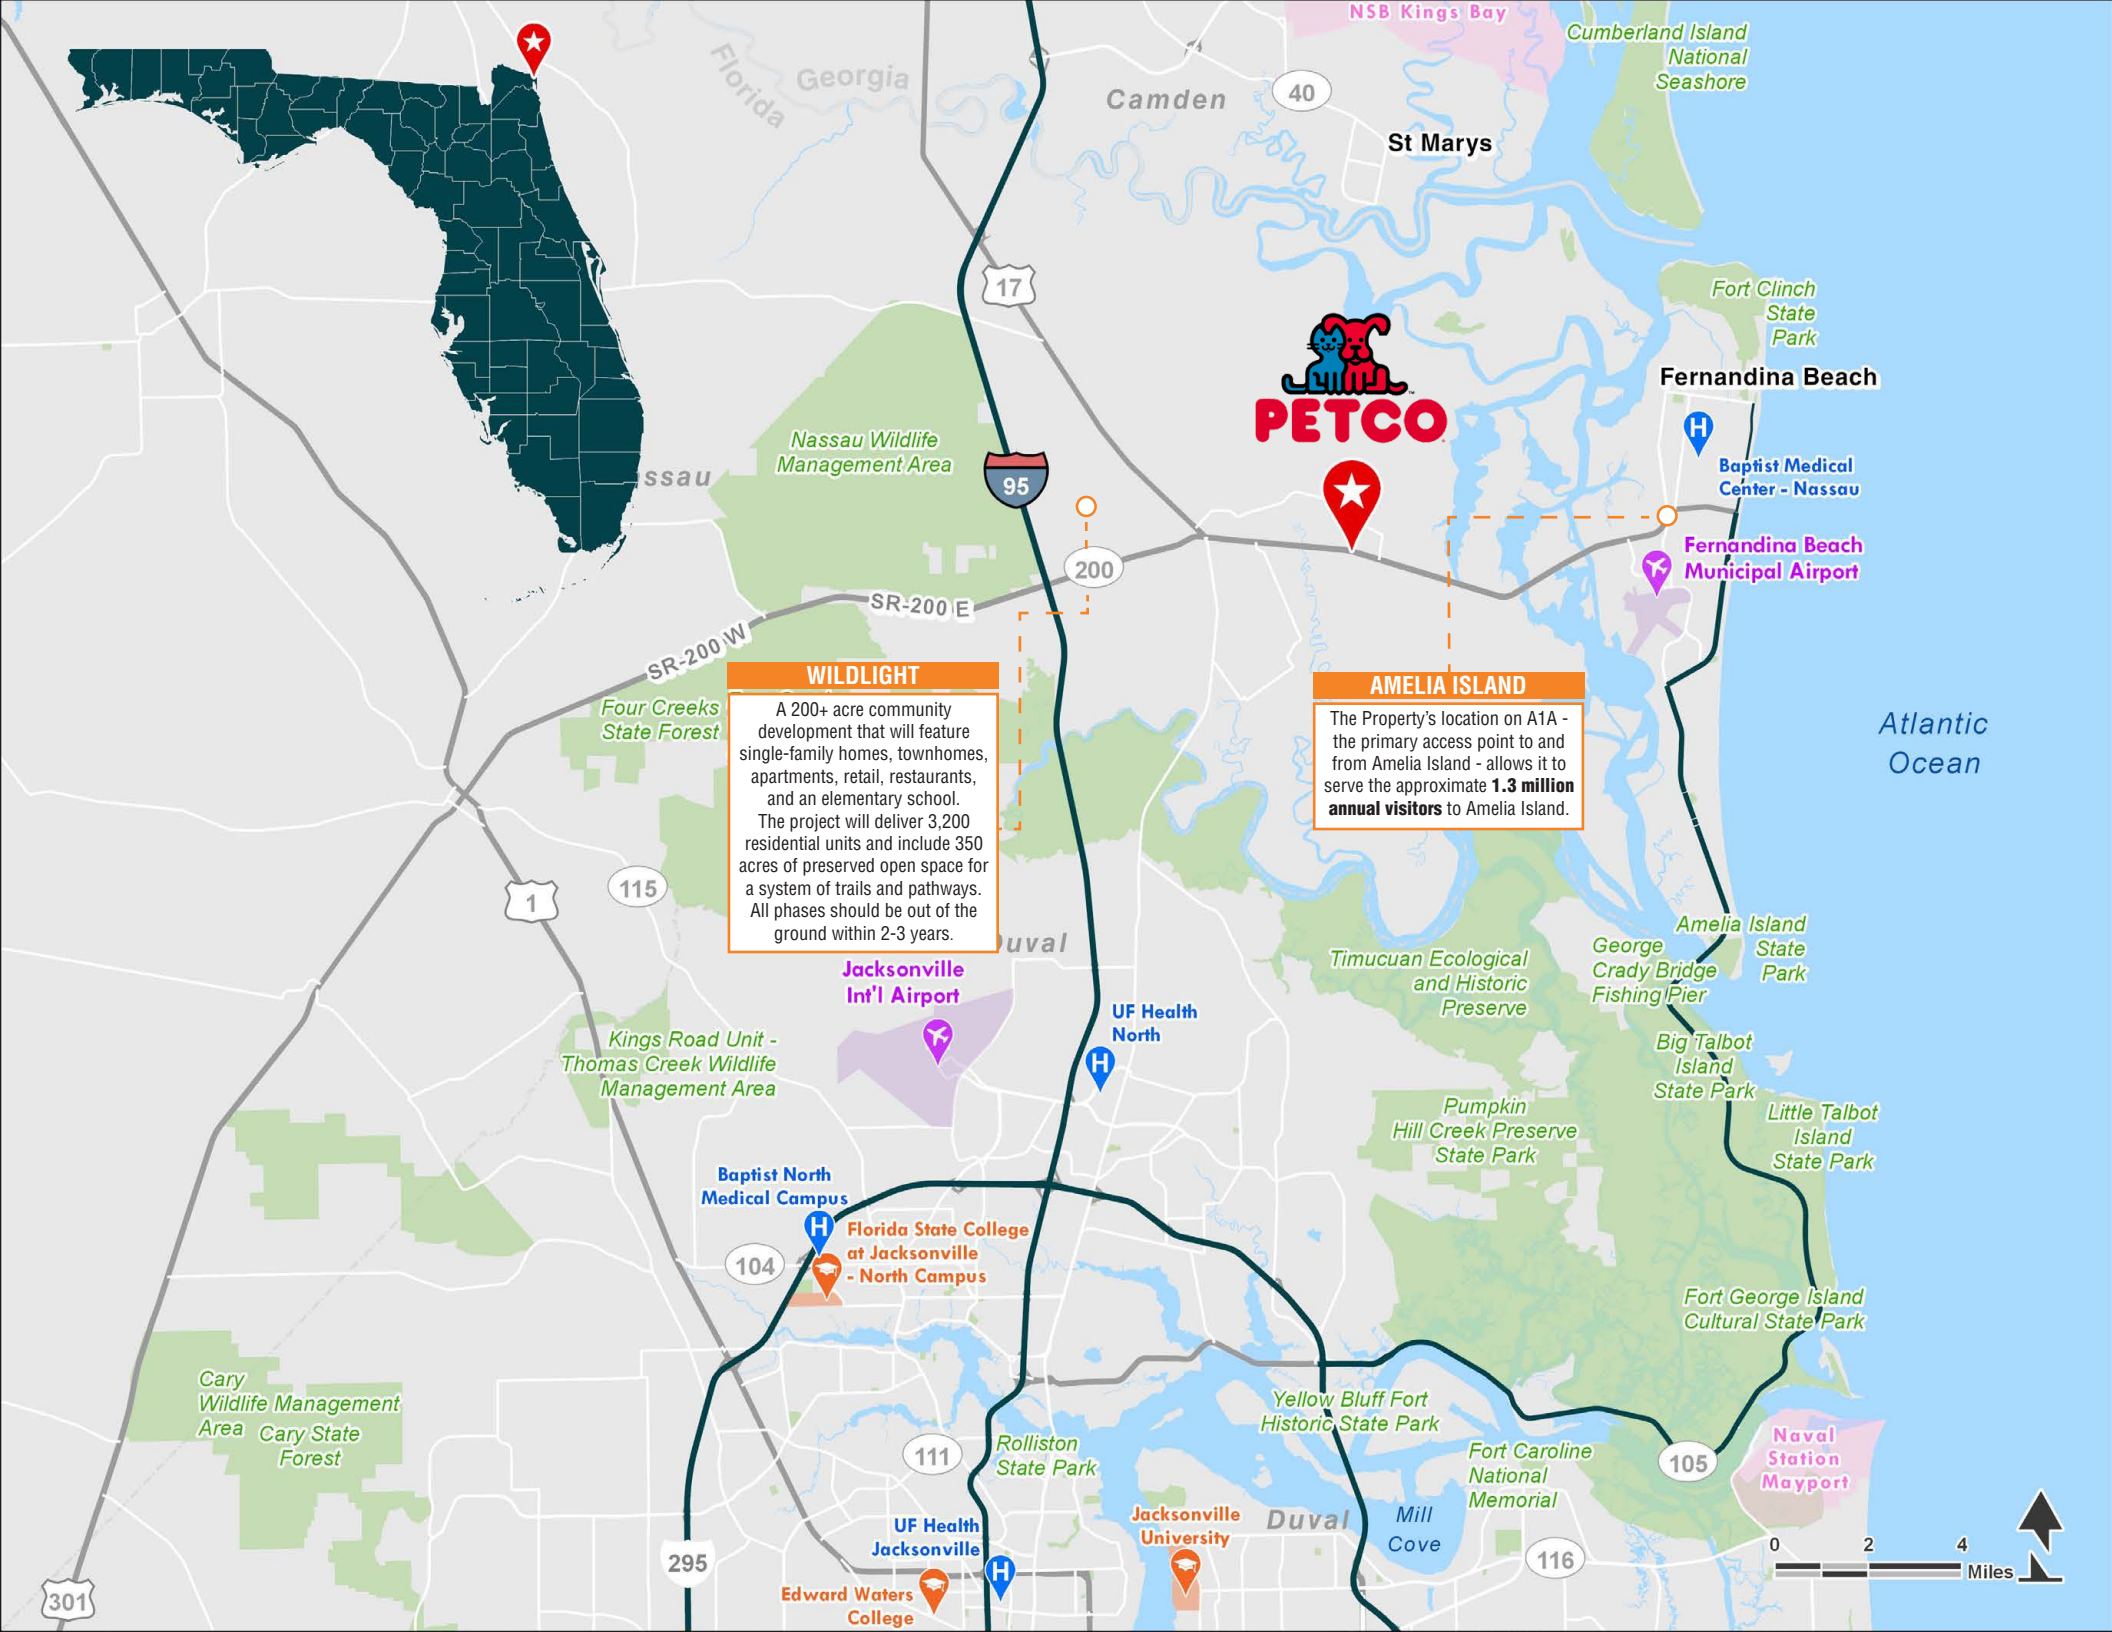 NSB Kings Bay
Cumberland Island
National
Seashore
Florida
Georgia
Camden
40
St Marys
17
Fort Clinch
State
Park
Fernandina Beach
PETCO
H
Baptist Medical
Center - Nassau
Nassau Wildlife
Management Area
ssau
95
Fernandina Beach
Municipal Airport
200
SR-200 E
SR-200 W
Four Creeks
State Forest
WILDLIGHT
A 200+ acre community
development that will feature
single-family homes, townhomes,
apartments, retail, restaurants,
and an elementary school.
The project will deliver 3,200
residential units and include 350
acres of preserved open space for
a system of trails and pathways.
All phases should be out of the
ground within 2-3 years.
AMELIA ISLAND
The Property's location on A1A -
the primary access point to and
from Amelia Island - allows it to
serve the approximate 1.3 million
annual visitors to Amelia Island.
Atlantic
Ocean
1
115
Duval
Jacksonville
Int'l Airport
UF Health
North
H
Kings Road Unit -
Thomas Creek Wildlife
Management Area
Timucuan Ecological
and Historic
Preserve
Amelia Island
State
Park
George
Crady Bridge
Fishing Pier
Big Talbot
Island
State Park
Little Talbot
Island
State Park
Pumpkin
Hill Creek Preserve
State Park
Baptist North
Medical Campus
H
Florida State College
at Jacksonville
- North Campus
104
Fort George Island
Cultural State Park
Cary
Wildlife Management
Area
Cary State
Forest
Yellow Bluff Fort
Historic State Park
111
Rolliston
State Park
Fort Caroline
National
Memorial
105
Naval
Station
Mayport
UF Health
Jacksonville
H
Jacksonville
University
Duval
Mill
Cove
116
295
Edward Waters
College
301
0 2 4
Miles